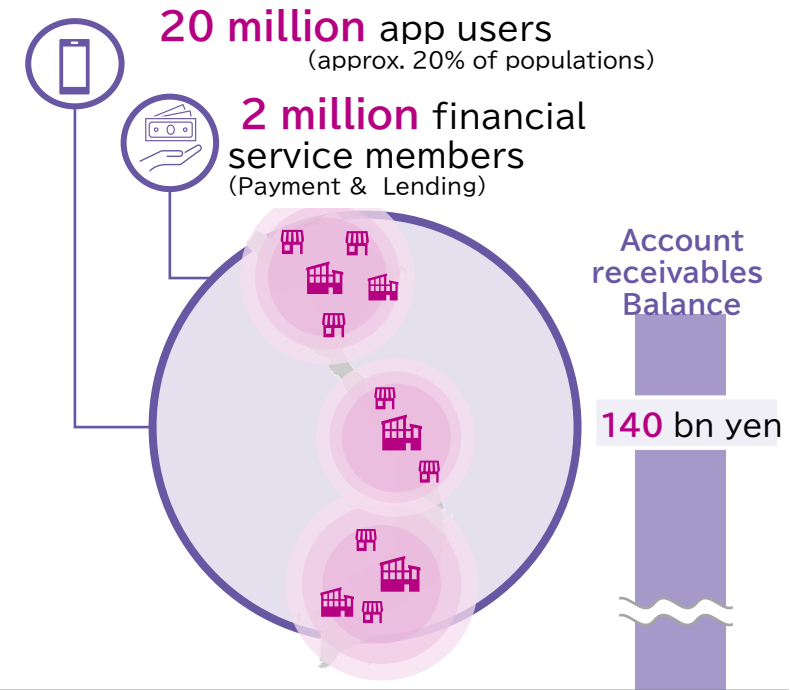 20 million app users
(approx. 20% of populations)
2 million financial
service members
(Payment & Lending)
Account
receivables
Balance
140 bn yen